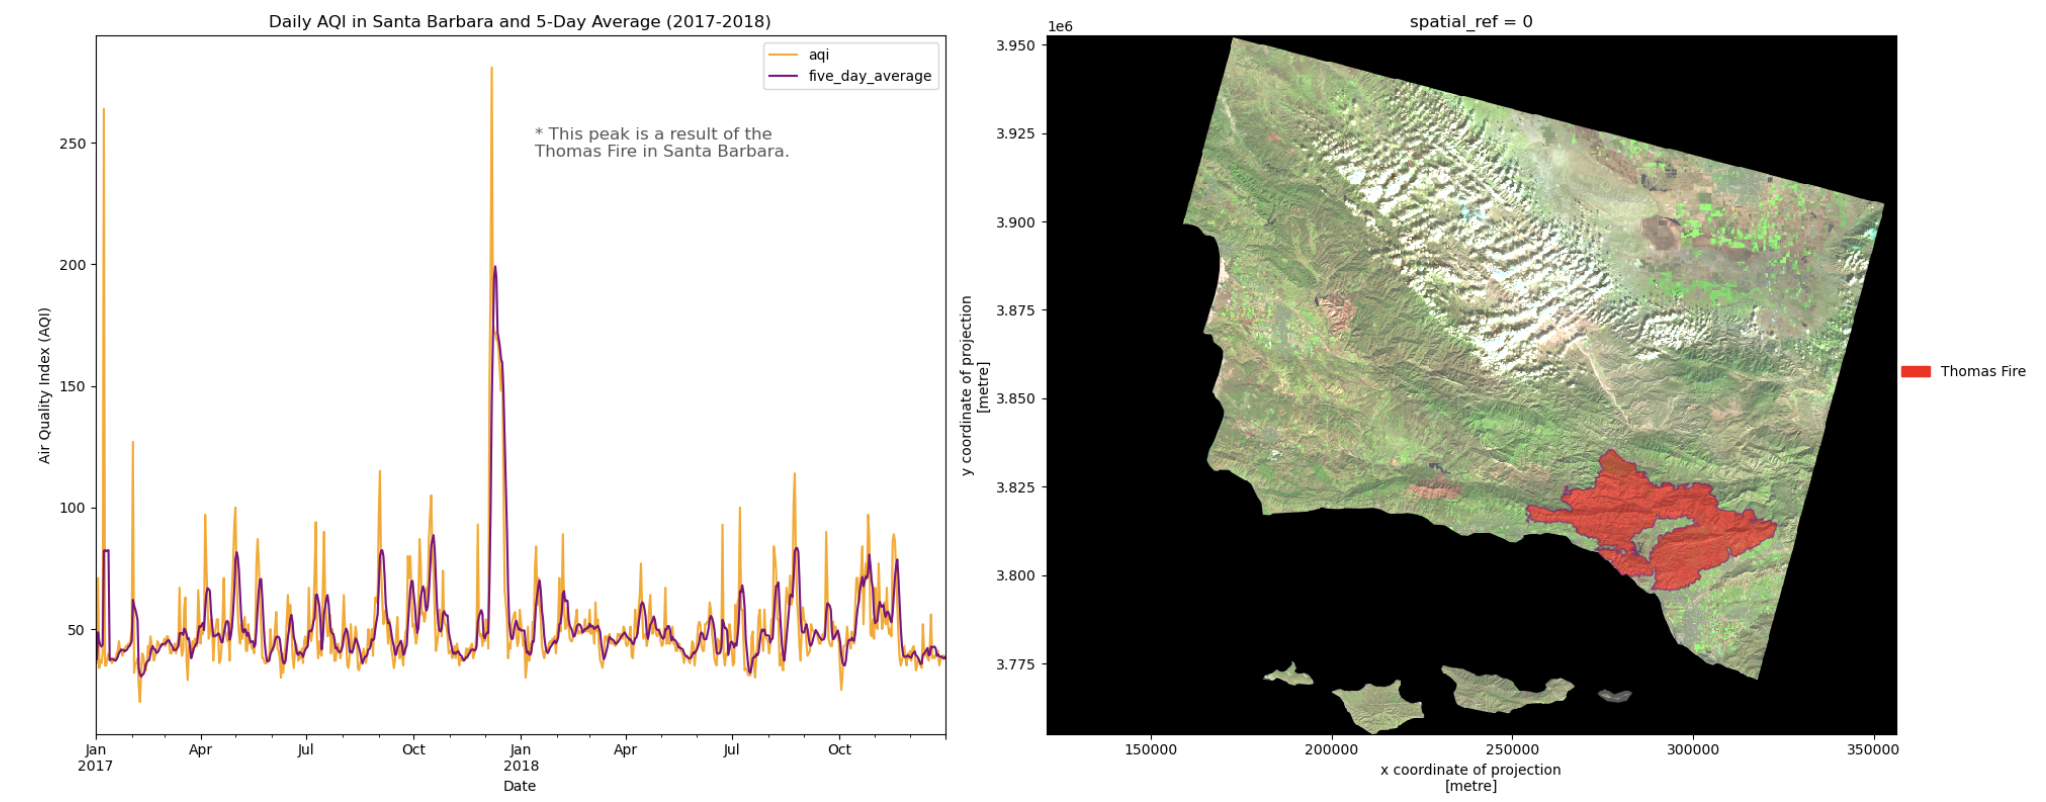 Daily AQI in Santa Barbara and 5-Day Average (2017-2018)
aqi
five_day_average
* This peak is a result of the
Thomas Fire in Santa Barbara.
Air Quality Index (AQI)
250
200
150
100
50
Jan
2017
Apr
Jul
Oct
Jan
2018
Apr
Jul
Oct
Date
spatial_ref = 0
1e6
y coordinate of projection
[metre]
3.950
3.925
3.900
3.875
3.850
3.825
3.800
3.775
150000
200000
250000
300000
350000
x coordinate of projection
[metre]
Thomas Fire